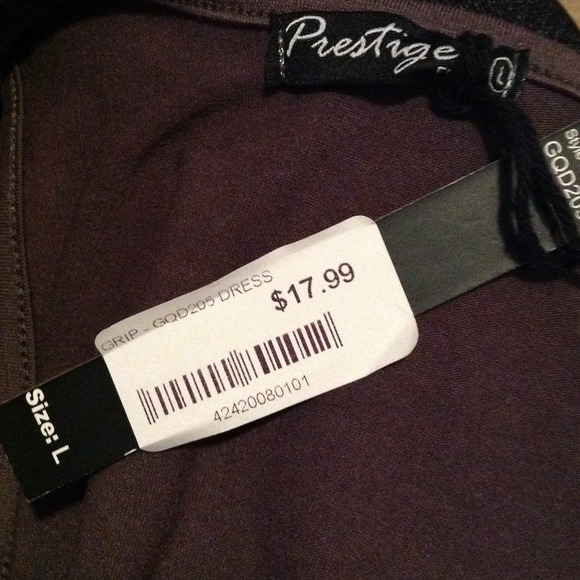 Prestige
L
Style
GQD20
GRIP - GQD205 DRESS
$17.99
42420080101
Size: L